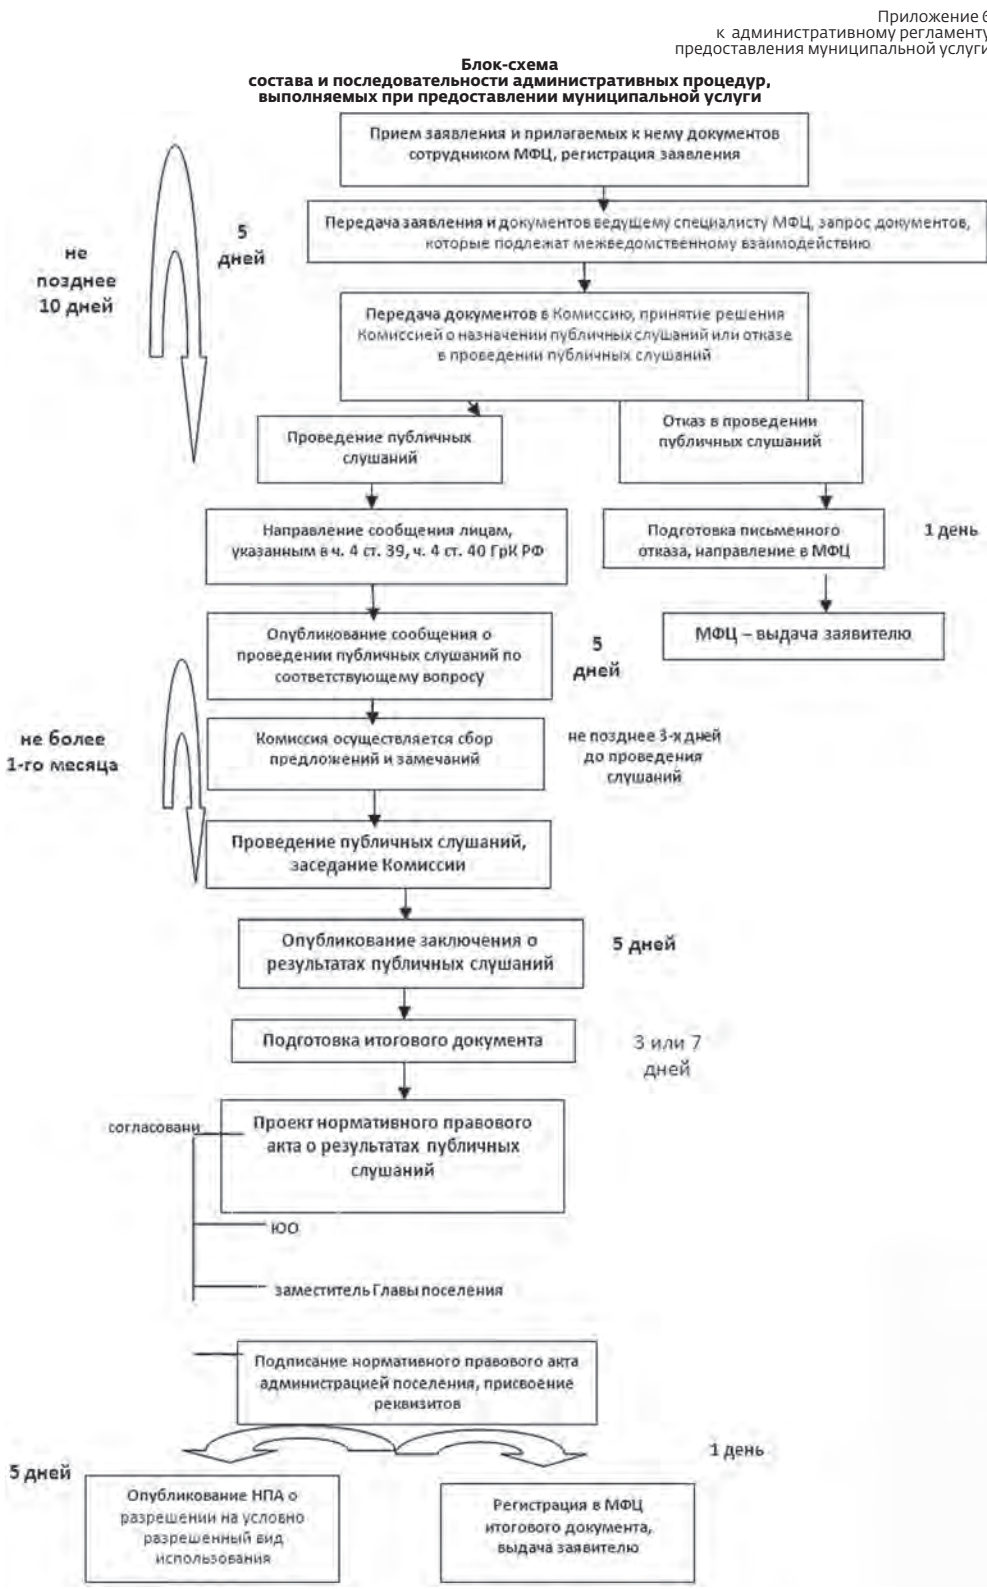 Приложение 6
к административному регламенту
предоставления муниципальной услуги
Блок-схема
состава и последовательности административных процедур,
выполняемых при предоставлении муниципальной услуги
Прием заявления и прилагаемых к нему документов
сотрудником МФЦ, регистрация заявления
Передача заявления и документов ведущему специалисту МФЦ, запрос документов,
которые подлежат межведомственному взаимодействию
5
дней
не
позднее
10 дней
Передача документов в Комиссию, принятие решения
Комиссией о назначении публичных слушаний или отказе
в проведении публичных слушаний
Проведение публичных
слушаний
Отказ в проведении
публичных слушаний
Направление сообщения лицам,
указанным в ч. 4 ст. 39, ч. 4 ст. 40 ГрК РФ
Подготовка письменного
отказа, направление в МФЦ
1 день
Опубликование сообщения о
проведении публичных слушаний по
соответствующему вопросу
5
дней
МФЦ – выдача заявителю
не более
1-го месяца
Комиссия осуществляется сбор
предложений и замечаний
не позднее 3-х дней
до проведения
слушаний
Проведение публичных слушаний,
заседание Комиссии
Опубликование заключения о
результатах публичных слушаний
5 дней
Подготовка итогового документа
3 или 7
дней
согласовани
Проект нормативного правового
акта о результатах публичных
слушаний
ЮО
заместитель Главы поселения
Подписание нормативного правового акта
администрацией поселения, присвоение
реквизитов
1 день
5 дней
Опубликование НПА о
разрешении на условно
разрешенный вид
использования
Регистрация в МФЦ
итогового документа,
выдача заявителю